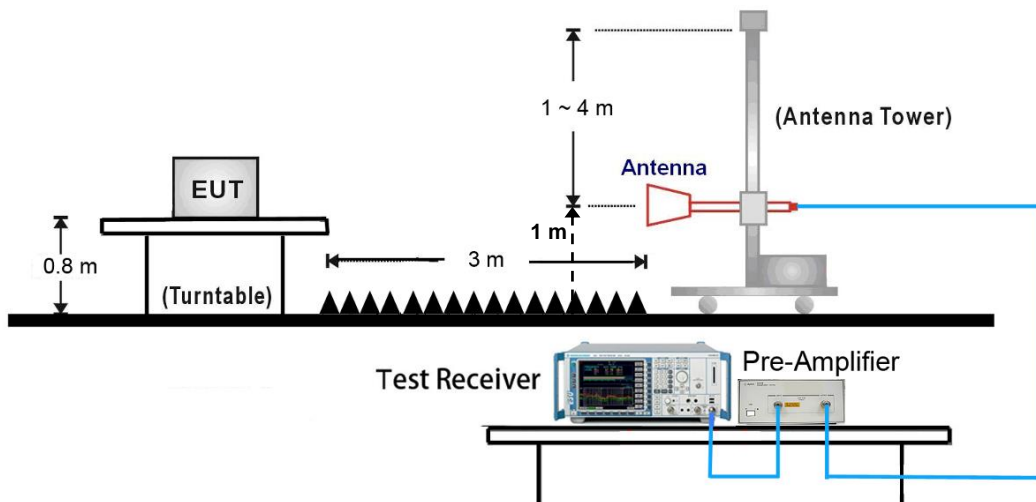 1 ~ 4 m
(Antenna Tower)
Antenna
EUT
1 m
0.8 m
3 m
(Turntable)
Test Receiver
Pre-Amplifier